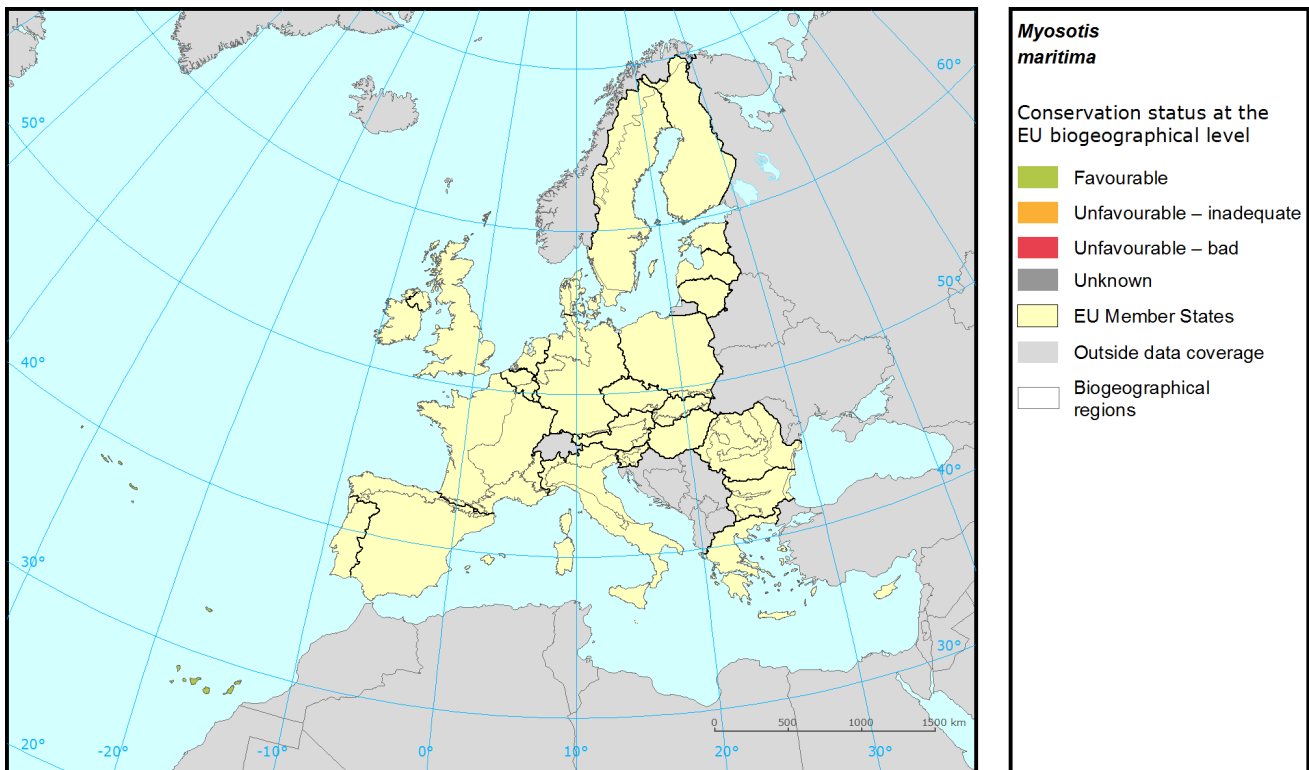 Myosotis
maritima
Conservation status at the
EU biogeographical level
Favourable
Unfavourable – inadequate
Unfavourable – bad
Unknown
EU Member States
Outside data coverage
Biogeographical
regions
60°
50°
50°
40°
40°
30°
30°
20°
-20°
-10°
0°
10°
20°
30°
0
500
1000
1500 km